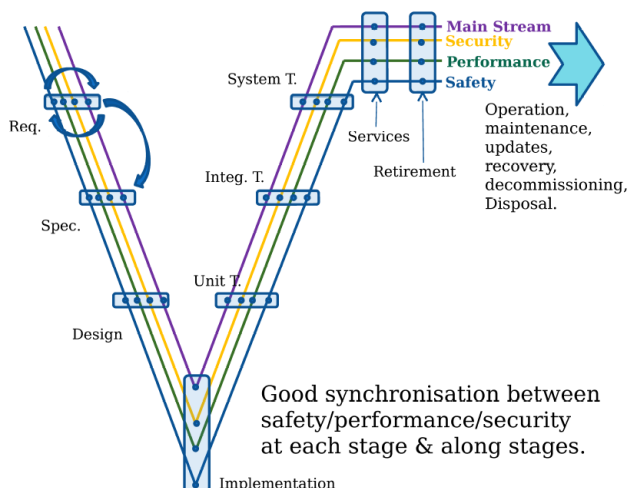 Main Stream
Security
Performance
Safety
System T.
Req.
Services
Retirement
Operation,
maintenance,
updates,
recovery,
decommissioning,
Disposal.
Integ. T.
Spec.
Unit T.
Design
Good synchronisation between
safety/performance/security
at each stage & along stages.
Implementation